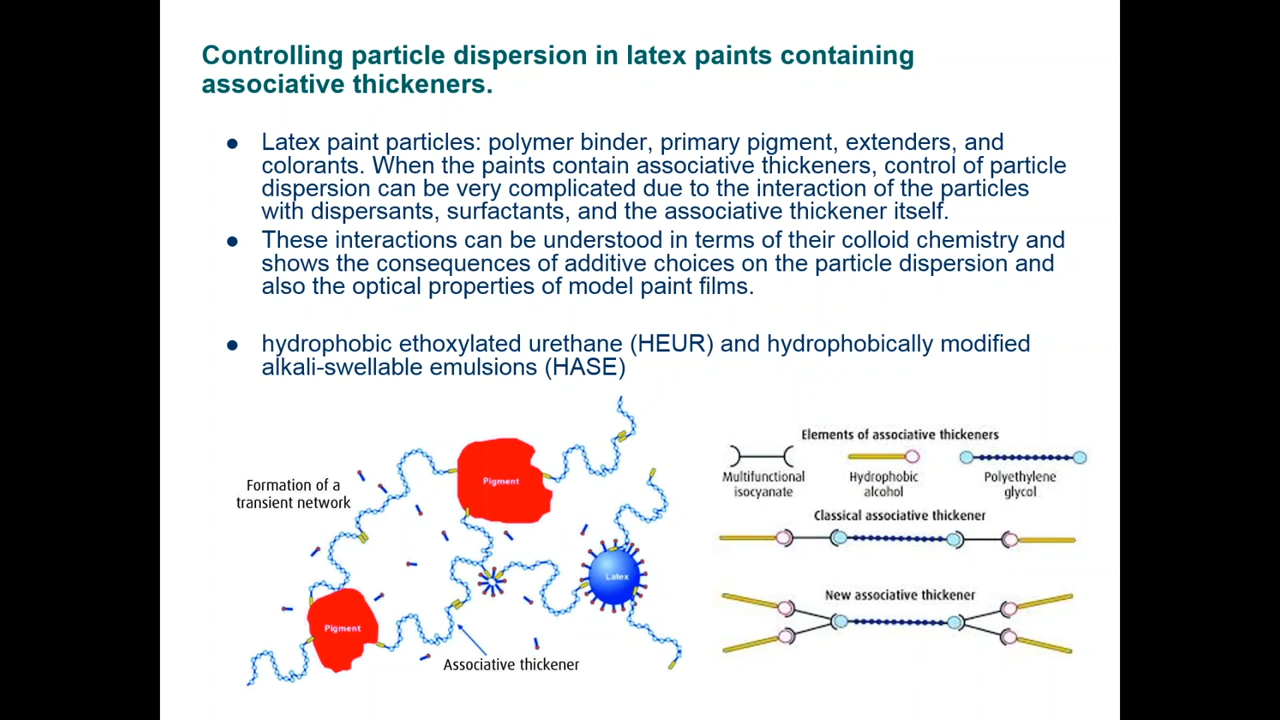 Controlling particle dispersion in latex paints containing
associative thickeners.
● Latex paint particles: polymer binder, primary pigment, extenders, and
colorants. When the paints contain associative thickeners, control of particle
dispersion can be very complicated due to the interaction of the particles
with dispersants, surfactants, and the associative thickener itself.
● These interactions can be understood in terms of their colloid chemistry and
shows the consequences of additive choices on the particle dispersion and
also the optical properties of model paint films.
● hydrophobic ethoxylated urethane (HEUR) and hydrophobically modified
alkali-swellable emulsions (HASE)
Formation of a
transient network
Pigment
Latex
Pigment
Associative thickener
Elements of associative thickeners
Multifunctional
isocyanate
Hydrophobic
alcohol
Polyethylene
glycol
Classical associative thickener
New associative thickener